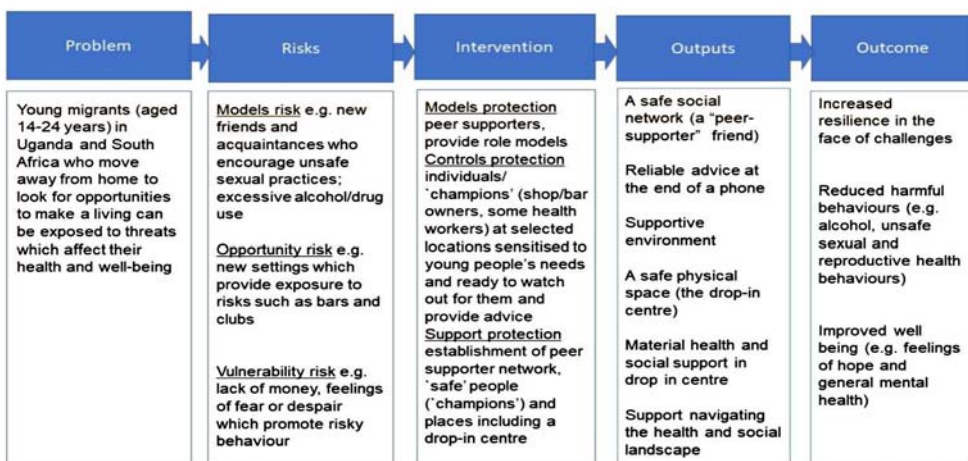 Problem
Risks
Intervention
Outputs
Outcome
Young migrants (aged
14-24 years) in
Uganda and South
Africa who move
away from home to
look for opportunities
to make a living can
be exposed to threats
which affect their
health and well-being
Models risk e.g. new
friends and
acquaintances who
encourage unsafe
sexual practices;
excessive alcohol/drug
use
Opportunity risk e.g.
new settings which
provide exposure to
risks such as bars and
clubs
Vulnerability risk e.g.
lack of money, feelings
of fear or despair
which promote risky
behaviour
Models protection
peer supporters,
provide role models
Controls protection
individuals/
`champions' (shop/bar
owners, some health
workers) at selected
locations sensitised to
young people's needs
and ready to watch
out for them and
provide advice
Support protection
establishment of peer
supporter network,
`safe' people
(`champions') and
places including a
drop-in centre
A safe social
network (a "peer-
supporter" friend)
Reliable advice at
the end of a phone
Supportive
environment
A safe physical
space (the drop-in
centre)
Material health and
social support in
drop in centre
Support navigating
the health and social
landscape
Increased
resilience in the
face of challenges
Reduced harmful
behaviours (e.g.
alcohol, unsafe
sexual and
reproductive health
behaviours)
Improved well
being (e.g. feelings
of hope and
general mental
health)